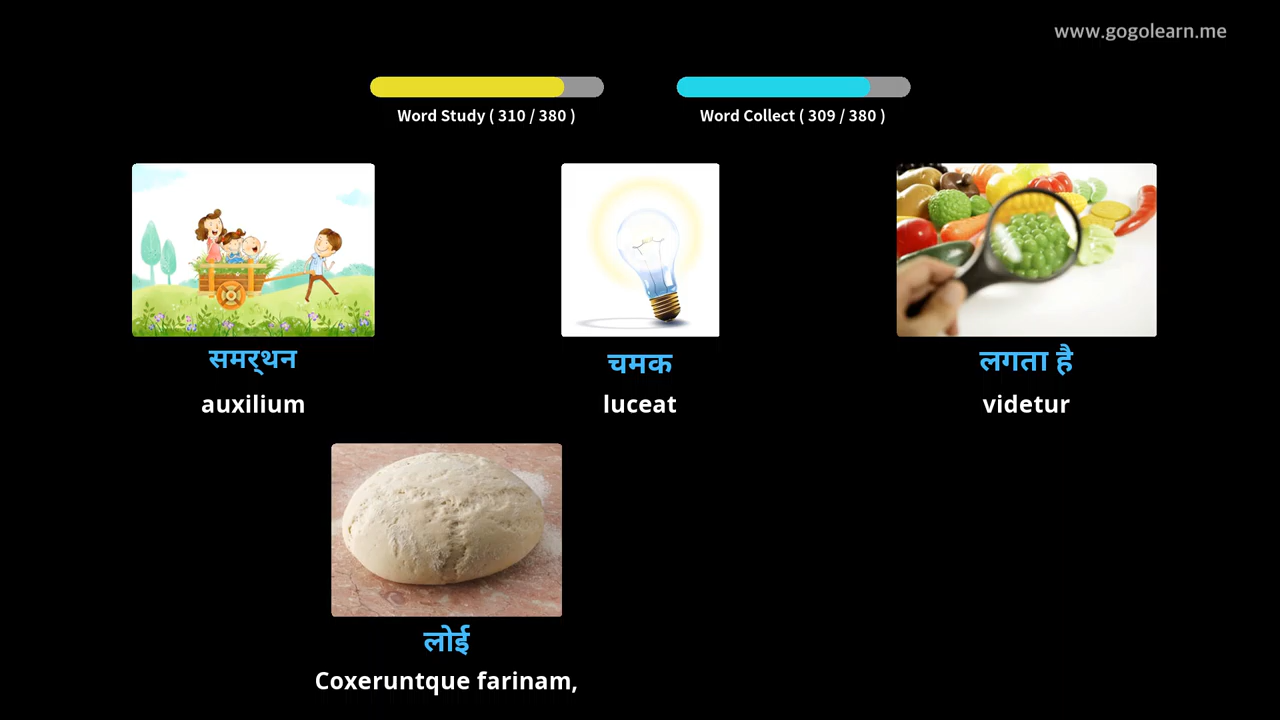 www.gogolearn.me
Word Study ( 310 / 380 )
Word Collect ( 309 / 380 )
समर्थन
auxilium
चमक
luceat
लगता है
videtur
लोई
Coxeruntque farinam,